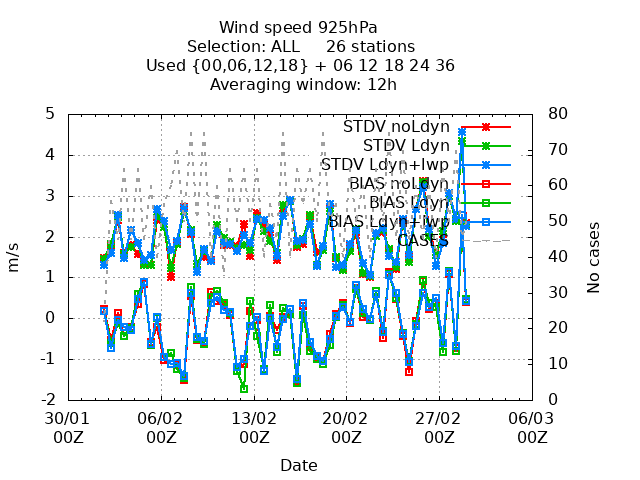 Wind speed 925hPa
Selection: ALL 26 stations
Used {00,06,12,18} + 06 12 18 24 36
Averaging window: 12h
STDV noLdyn
STDV Ldyn
STDV Ldyn+lwp
BIAS noLdyn
BIAS Ldyn
BIAS Ldyn+lwp
CASES
5
4
3
2
1
0
-1
-2
m/s
80
70
60
50
40
30
20
10
0
No cases
30/01 06/02 13/02 20/02 27/02 06/03
00Z 00Z 00Z 00Z 00Z 00Z
Date